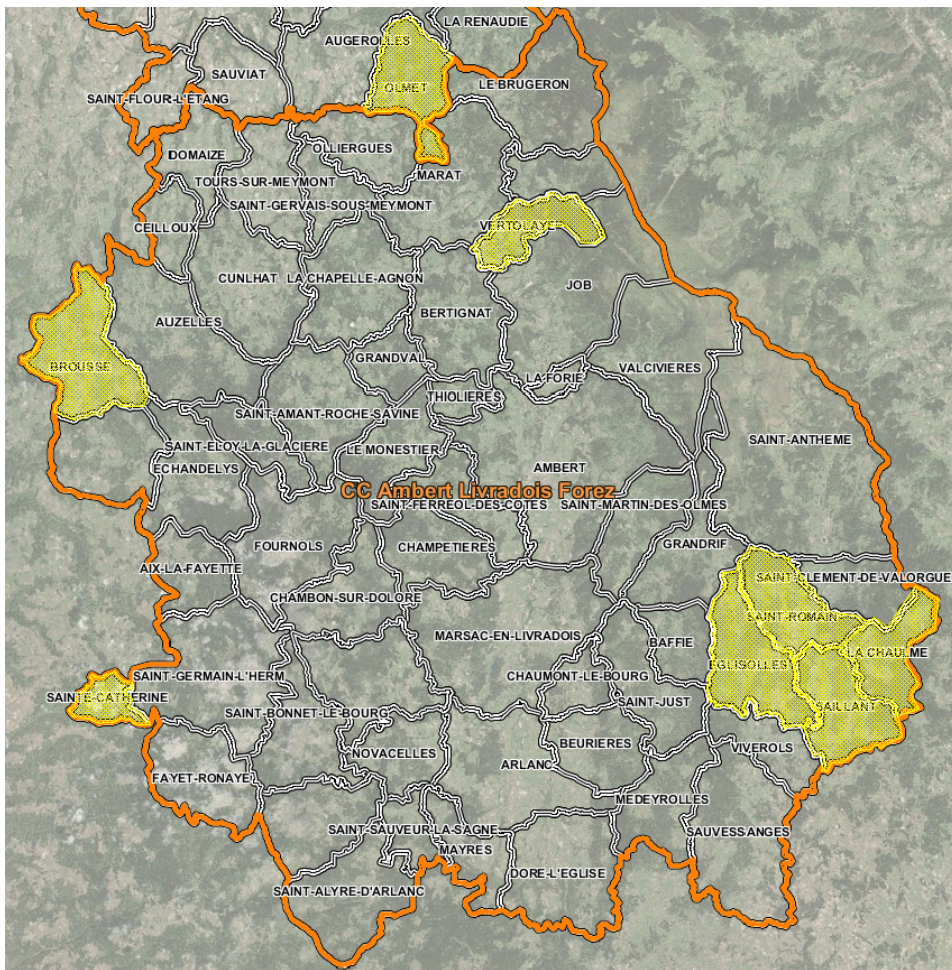 LA RENAUDIE
AUGEROLLES
SAUVIAT
OLMET
LE BRUGERON
SAINT-FLOUR-L'ETANG
DOMAIZE
OLLIERGUES
MARAT
TOURS-SUR-MEYMONT
SAINT-GERVAIS-SOUS-MEYMONT
CEILLOUX
VERTOLAYE
CUNLHAT
LA CHAPELLE-AGNON
JOB
AUZELLES
BERTIGNAT
BROUSSE
GRANDVAL
VALCIVIERES
LA-FORIE
THIOLIERES
SAINT-AMANT-ROCHE-SAVINE
SAINT-ANTHEME
SAINT-ELOY-LA-GLACIERE
LE MONESTIER
ECHANDELYS
AMBERT
CC Ambert Livradois Forez
SAINT-FERREOL-DES-COTES
SAINT-MARTIN-DES-OLMES
FOURNOLS
CHAMPETIERES
GRANDRIF
AIX-LA-FAYETTE
SAINT-CLEMENT-DE-VALORGUE
CHAMBON-SUR-DOLORE
SAINT-ROMAIN
MARSAC-EN-LIVRADOIS
BAFFIE
LA CHAULME
EGLISOLLES
SAINT-GERMAIN-L'HERM
CHAUMONT-LE-BOURG
SAINTE-CATHERINE
SAINT-JUST
SAILLANT
SAINT-BONNET-LE-BOURG
BEURIERES
VIVEROLS
NOVACELLES
ARLANC
FAYET-RONAYE
MEDEYROLLES
SAINT-SAUVEUR-LA-SAGNE
SAUVESSANGES
MAYRES
DORE-L'EGLISE
SAINT-ALYRE-D'ARLANC